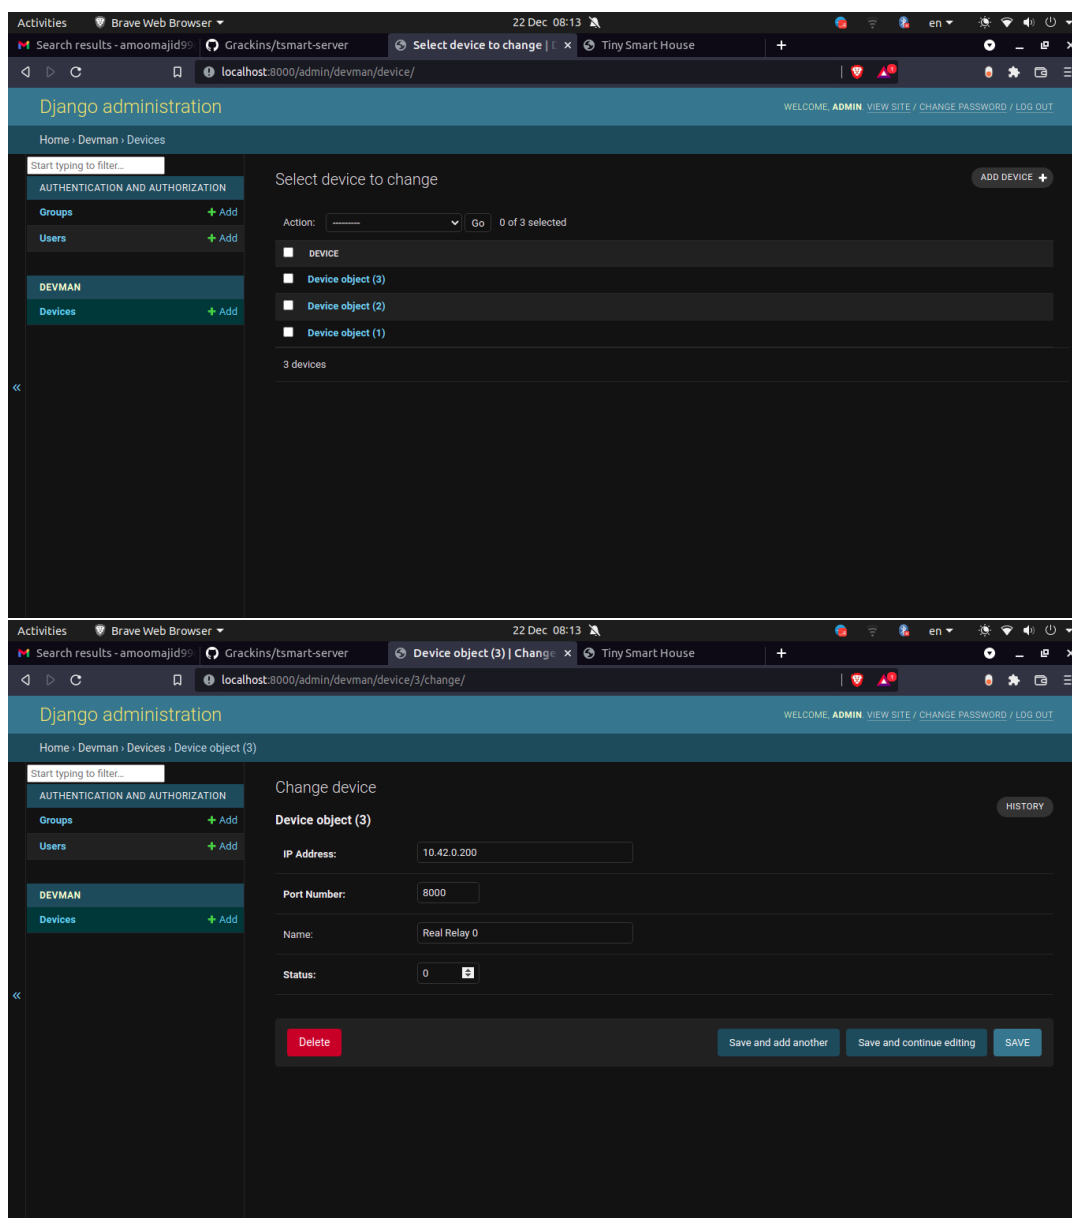 Activities Brave Web Browser 22 Dec 08:13 en
Search results - amoomajid99 Grackins/tsmart-server Select device to change | D Tiny Smart House
localhost:8000/admin/devman/device/ 1
Django administration WELCOME, ADMIN. VIEW SITE / CHANGE PASSWORD / LOG OUT
Home › Devman › Devices
Start typing to filter...
AUTHENTICATION AND AUTHORIZATION
Groups + Add
Users + Add
DEVMAN
Devices + Add
«
Select device to change ADD DEVICE +
Action: --------- Go 0 of 3 selected
DEVICE
Device object (3)
Device object (2)
Device object (1)
3 devices
Activities Brave Web Browser 22 Dec 08:13 en
Search results - amoomajid99 Grackins/tsmart-server Device object (3) | Change Tiny Smart House
localhost:8000/admin/devman/device/3/change/ 1
Django administration WELCOME, ADMIN. VIEW SITE / CHANGE PASSWORD / LOG OUT
Home › Devman › Devices › Device object (3)
Start typing to filter...
AUTHENTICATION AND AUTHORIZATION
Groups + Add
Users + Add
DEVMAN
Devices + Add
«
Change device
HISTORY
Device object (3)
IP Address: 10.42.0.200
Port Number: 8000
Name: Real Relay 0
Status: 0
Delete Save and add another Save and continue editing SAVE